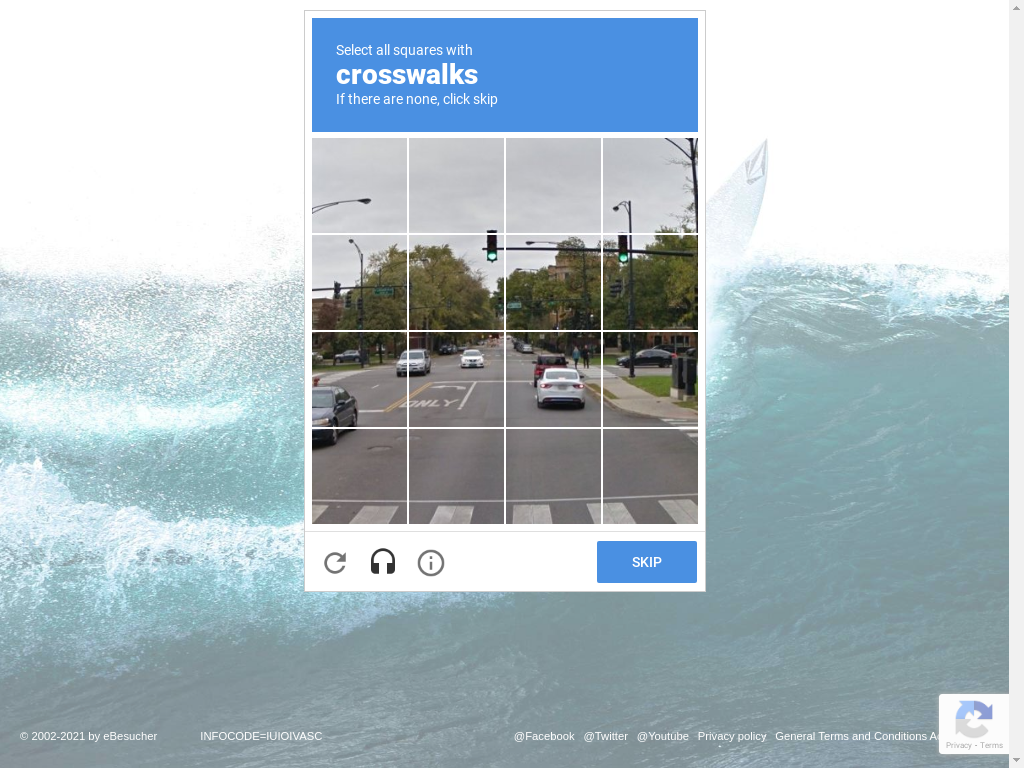 Select all squares with
crosswalks
If there are none, click skip
ONLY
SKIP
© 2002-2021 by eBesucher
INFOCODE=IUIOIVASC
@Facebook @Twitter @Youtube Privacy policy General Terms and Conditions
Privacy - Terms